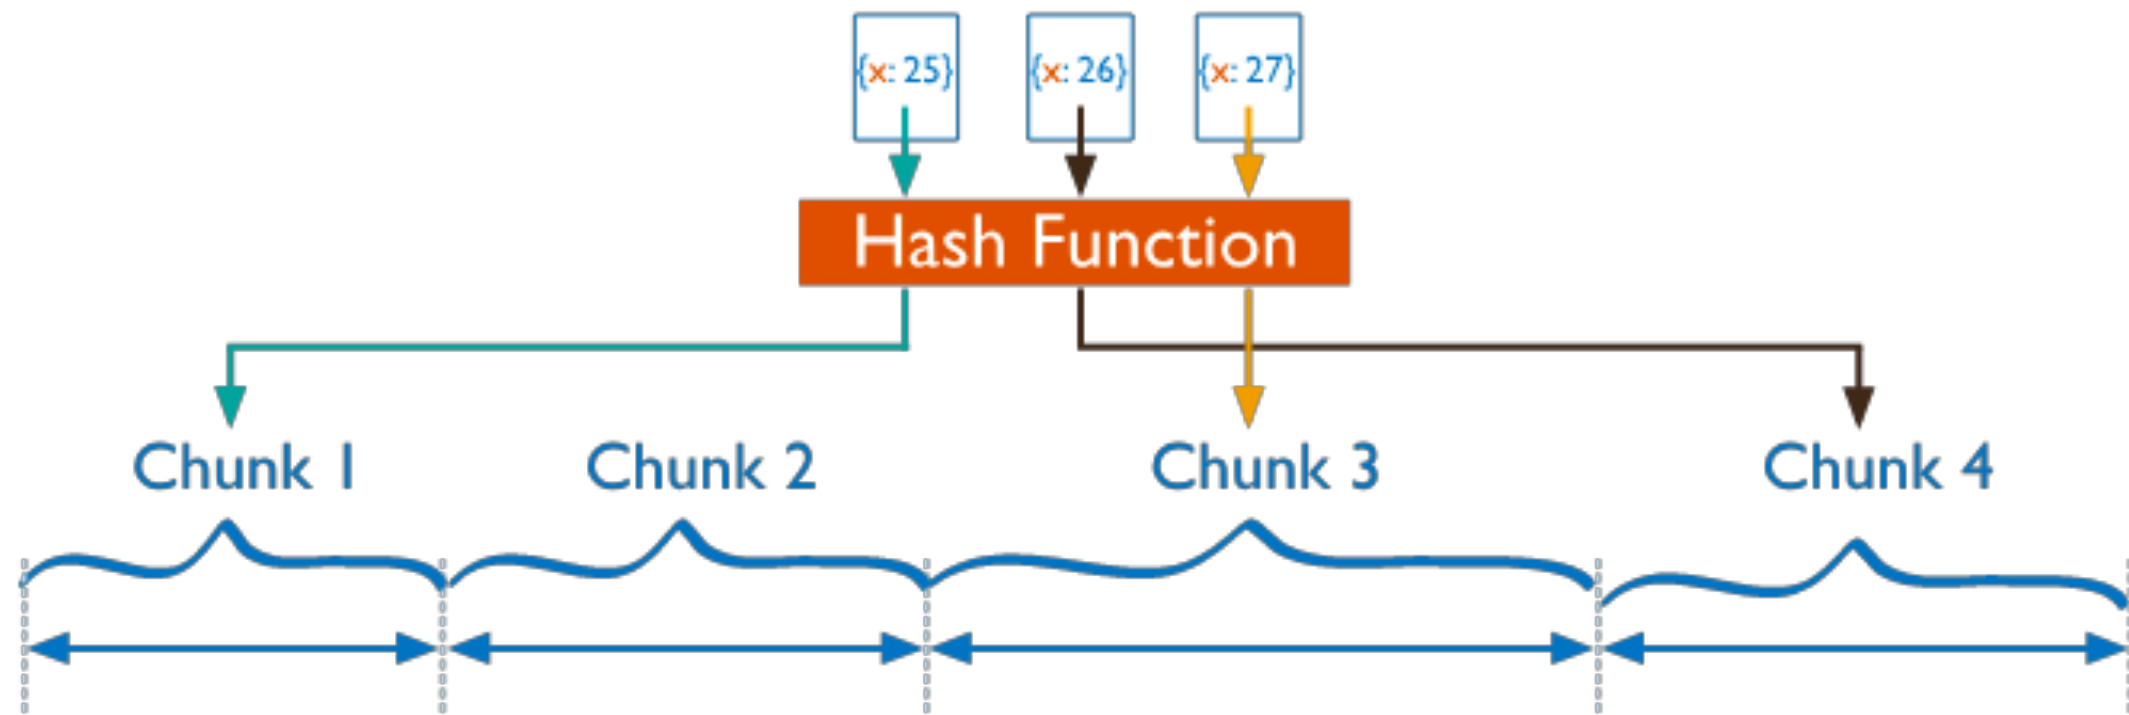 {x: 25} {x: 26} {x: 27}
Hash Function
Chunk 1 Chunk 2 Chunk 3 Chunk 4